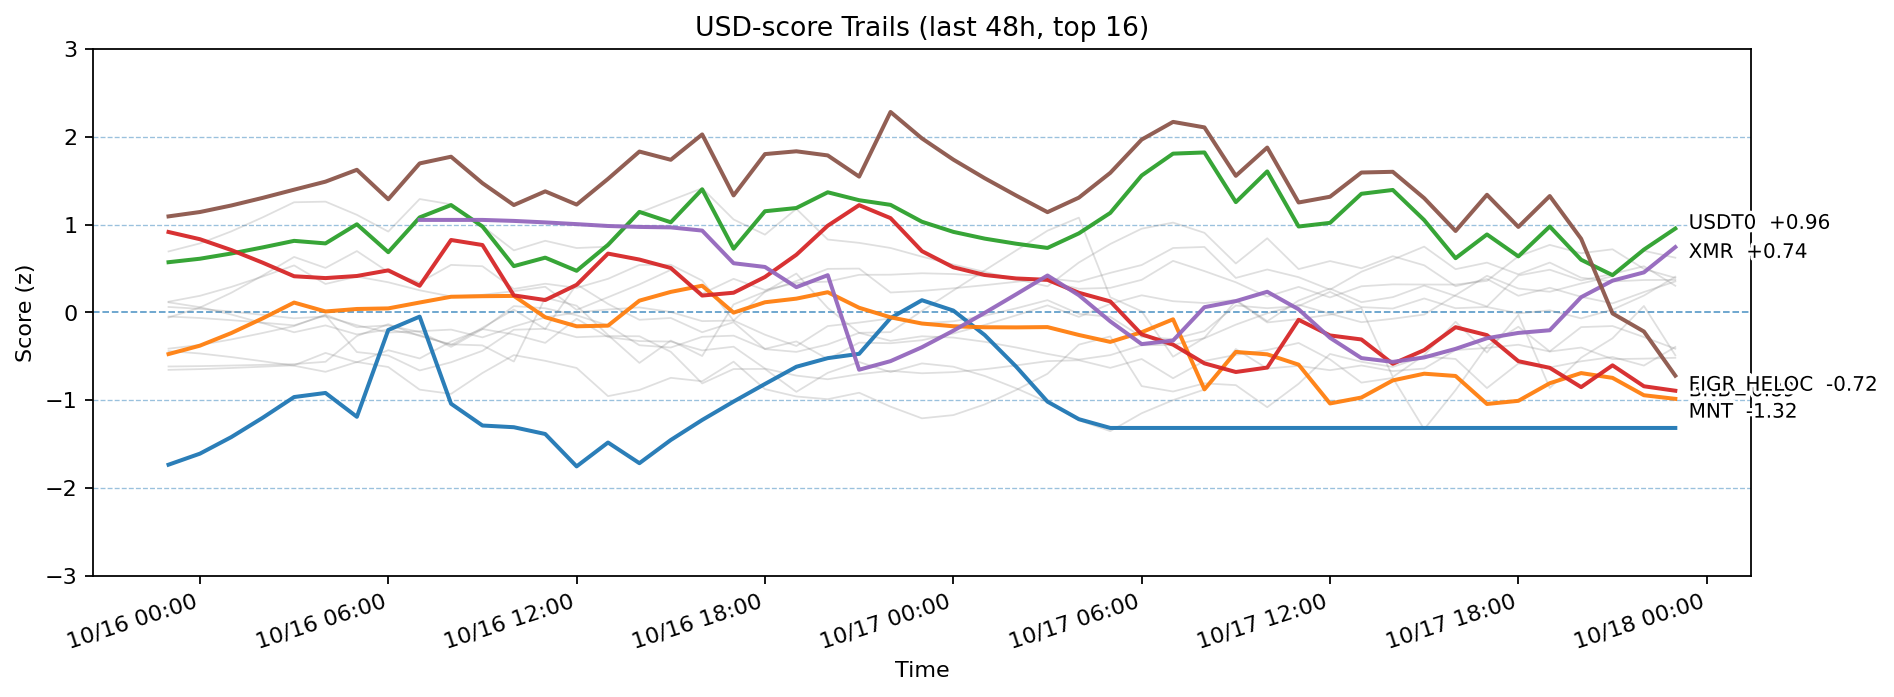 USD-score Trails (last 48h, top 16)
Score (z)
3
2
1
0
−1
−2
−3
USDT0 +0.96
XMR +0.74
FIGR_HELOC -0.72
MNT -1.32
10/16 00:00
10/16 06:00
10/16 12:00
10/16 18:00
10/17 00:00
10/17 06:00
10/17 12:00
10/17 18:00
10/18 00:00
Time